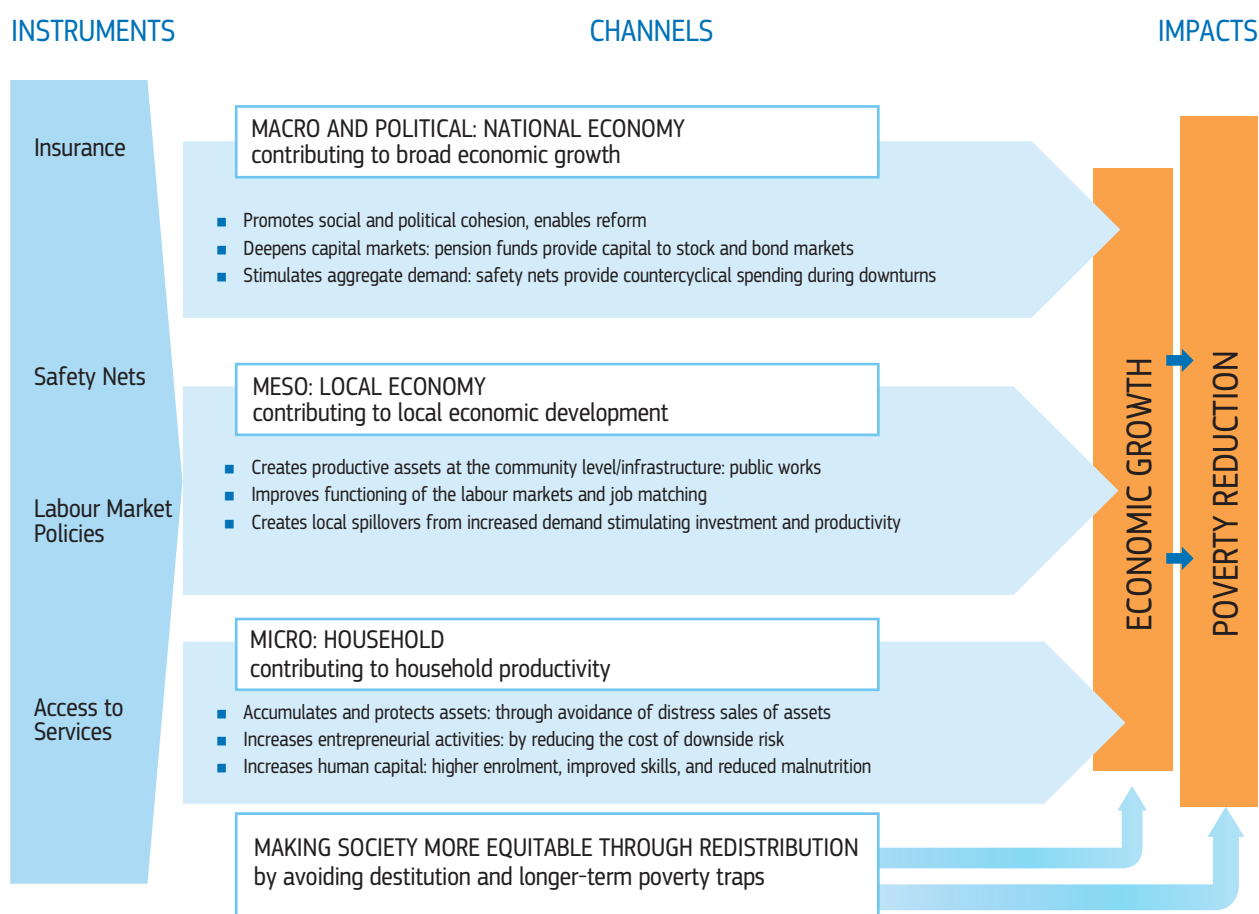 INSTRUMENTS
CHANNELS
IMPACTS
Insurance
Safety Nets
Labour Market
Policies
Access to
Services
MACRO AND POLITICAL: NATIONAL ECONOMY
contributing to broad economic growth
■ Promotes social and political cohesion, enables reform
■ Deepens capital markets: pension funds provide capital to stock and bond markets
■ Stimulates aggregate demand: safety nets provide countercyclical spending during downturns
MESO: LOCAL ECONOMY
contributing to local economic development
■ Creates productive assets at the community level/infrastructure: public works
■ Improves functioning of the labour markets and job matching
■ Creates local spillovers from increased demand stimulating investment and productivity
MICRO: HOUSEHOLD
contributing to household productivity
■ Accumulates and protects assets: through avoidance of distress sales of assets
■ Increases entrepreneurial activities: by reducing the cost of downside risk
■ Increases human capital: higher enrolment, improved skills, and reduced malnutrition
MAKING SOCIETY MORE EQUITABLE THROUGH REDISTRIBUTION
by avoiding destitution and longer-term poverty traps
ECONOMIC GROWTH
POVERTY REDUCTION